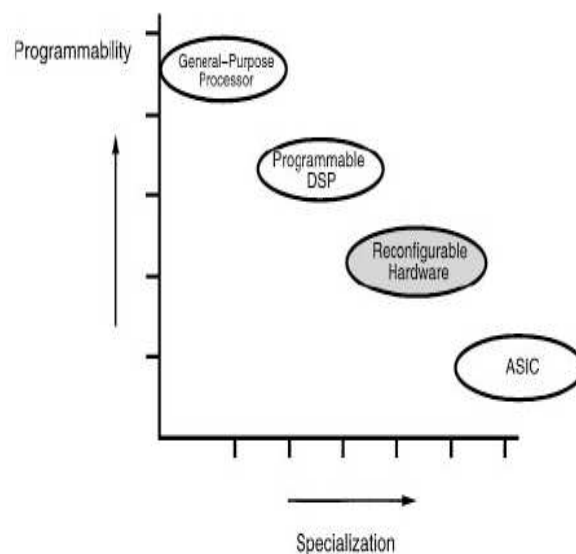 Programmability
General-Purpose
Processor
Programmable
DSP
Reconfigurable
Hardware
ASIC
Specialization